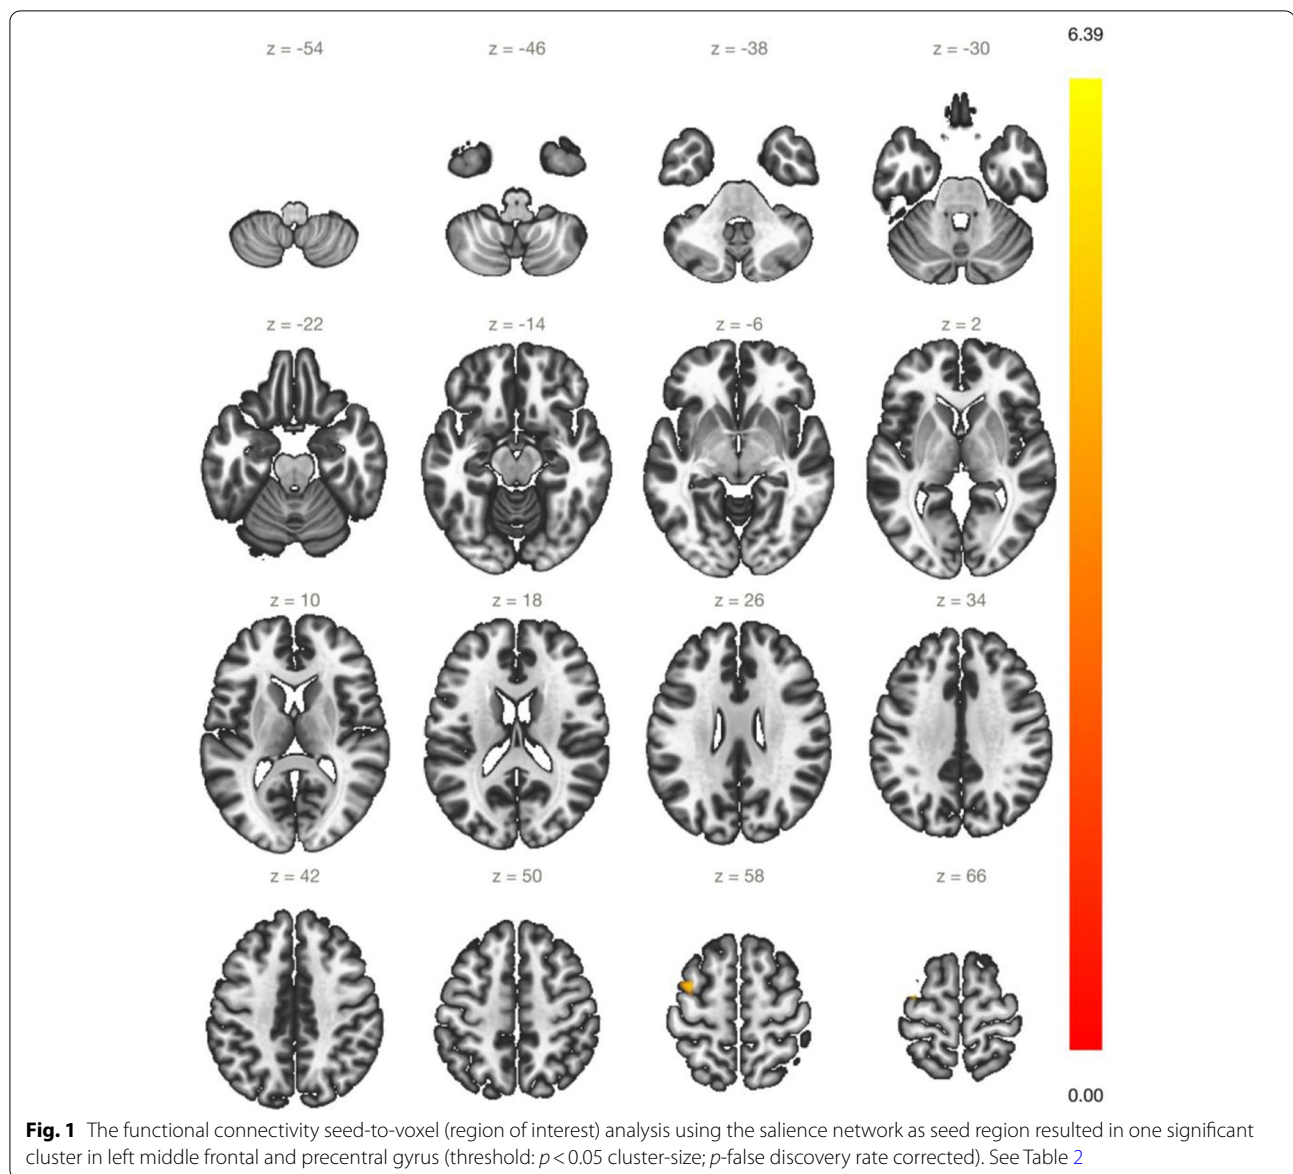 z = -54 z = -46 z = -38 z = -30 6.39
z = -22 z = -14 z = -6 z = 2
z = 10 z = 18 z = 26 z = 34
z = 42 z = 50 z = 58 z = 66
0.00
Fig. 1 The functional connectivity seed-to-voxel (region of interest) analysis using the salience network as seed region resulted in one significant
cluster in left middle frontal and precentral gyrus (threshold: p < 0.05 cluster-size; p-false discovery rate corrected). See Table 2